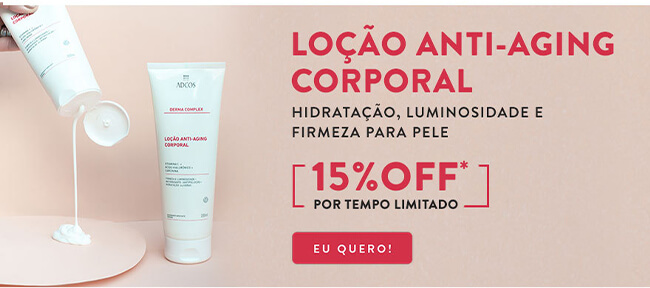 CORPORAL
ADCOS
DERMA COMPLEX
LOÇÃO ANTI-AGING
CORPORAL
LOÇÃO ANTI-AGING
CORPORAL
HIDRATAÇÃO, LUMINOSIDADE E
FIRMEZA PARA PELE
15%OFF*
POR TEMPO LIMITADO
EU QUERO!